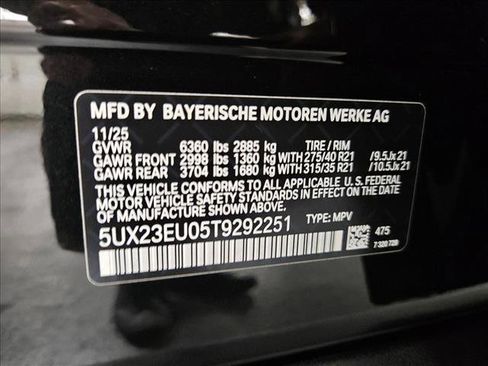 MFD BY BAYERISCHE MOTOREN WERKE AG
11/25
GVWR 6360 lbs 2885 kg TIRE / RIM
GAWR FRONT 2998 lbs 1360 kg WITH 275/40 R21 /9.5Jx21
GAWR REAR 3704 lbs 1680 kg WITH 315/35 R21 /10.5Jx21
THIS VEHICLE CONFORMS TO ALL APPLICABLE U.S. FEDERAL
MOTOR VEHICLE SAFETY STANDARDS IN EFFECT ON
THE DATE OF MANUFACTURE SHOWN ABOVE.
5UX23EU05T9292251 TYPE: MPV
475
7 320 728